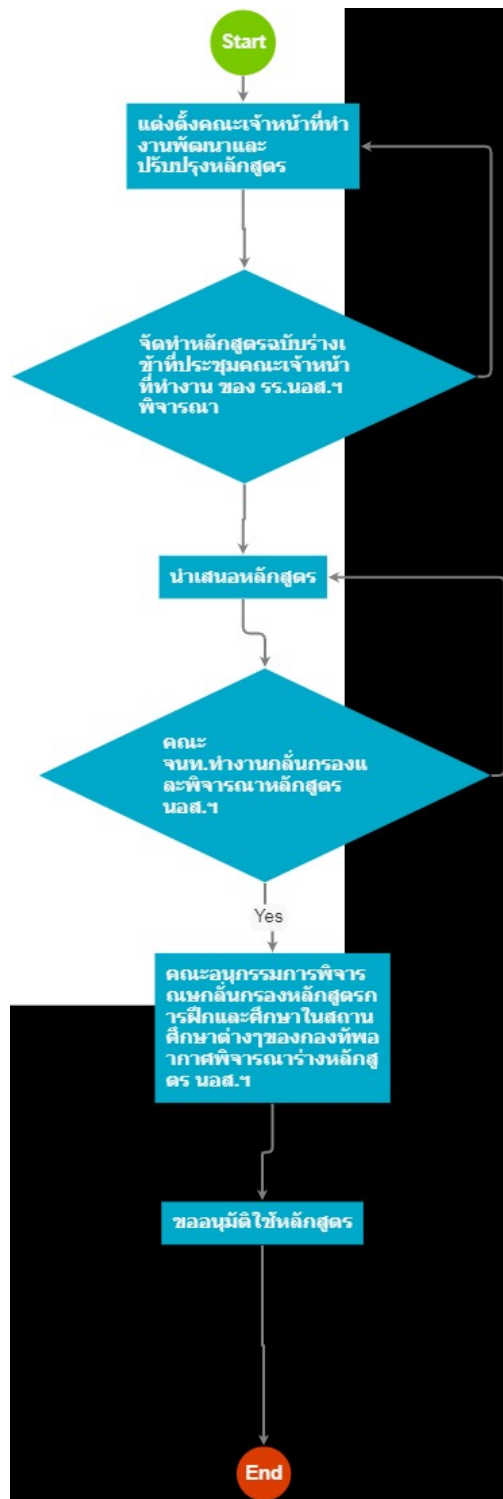 Start
แต่งตั้งคณะเจ้าหน้าที่ทำ
งานพัฒนาและ
ปรับปรุงหลักสูตร
จัดทำหลักสูตรฉบับร่างเ
ข้าที่ประชุมคณะเจ้าหน้า
ที่ทำงาน ของ รร.นอส.ฯ
พิจารณา
นำเสนอหลักสูตร
คณะ
จนท.ทำงานกลั่นกรองแ
ละพิจารณาหลักสูตร
นอส.ฯ
Yes
คณะอนุกรรมการพิจาร
ณษกลั่นกรองหลักสูตรก
ารฝึกและศึกษาในสถาน
ศึกษาต่างๆของกองทัพอ
ากาศพิจารณาร่างหลักสู
ตร นอส.ฯ
ขออนุมัติใช้หลักสูตร
End